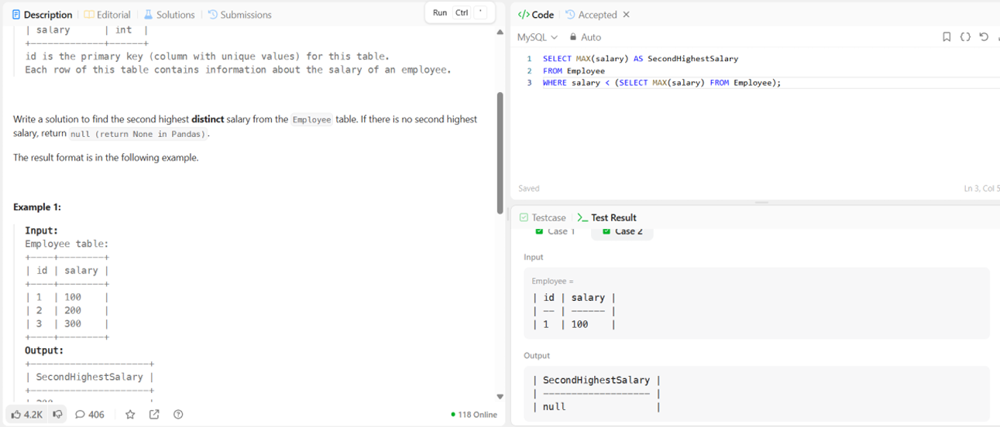 Description Editorial Solutions Submissions
Run Ctrl '
| salary | int |
+-------------+------+
id is the primary key (column with unique values) for this table.
Each row of this table contains information about the salary of an employee.
Write a solution to find the second highest distinct salary from the Employee table. If there is no second highest
salary, return null (return None in Pandas).
The result format is in the following example.
Example 1:
Input:
Employee table:
+----+--------+
| id | salary |
+----+--------+
| 1 | 100 |
| 2 | 200 |
| 3 | 300 |
+----+--------+
Output:
+---------------------+
| SecondHighestSalary |
+---------------------+
| 200 |
4.2K 406 118 Online
</> Code Accepted ×
MySQL Auto
1 SELECT MAX(salary) AS SecondHighestSalary
2 FROM Employee
3 WHERE salary < (SELECT MAX(salary) FROM Employee);
Saved Ln 3, Col 5
Testcase >_ Test Result
Case 1 Case 2
Input
Employee =
| id | salary |
| -- | ------ |
| 1 | 100 |
Output
| SecondHighestSalary |
| ------------------- |
| null |